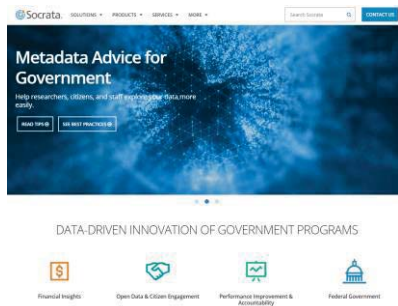 Socrata.
SOLUTIONS PRODUCTS SERVICES MORE
Search Socrata
CONTACT US
Metadata Advice for
Government
Help researchers, citizens, and staff explore your data more
easily.
READ TIPS
SEE BEST PRACTICES
DATA-DRIVEN INNOVATION OF GOVERNMENT PROGRAMS
Financial Insights
Open Data & Citizen Engagement
Performance Improvement &
Accountability
Federal Government